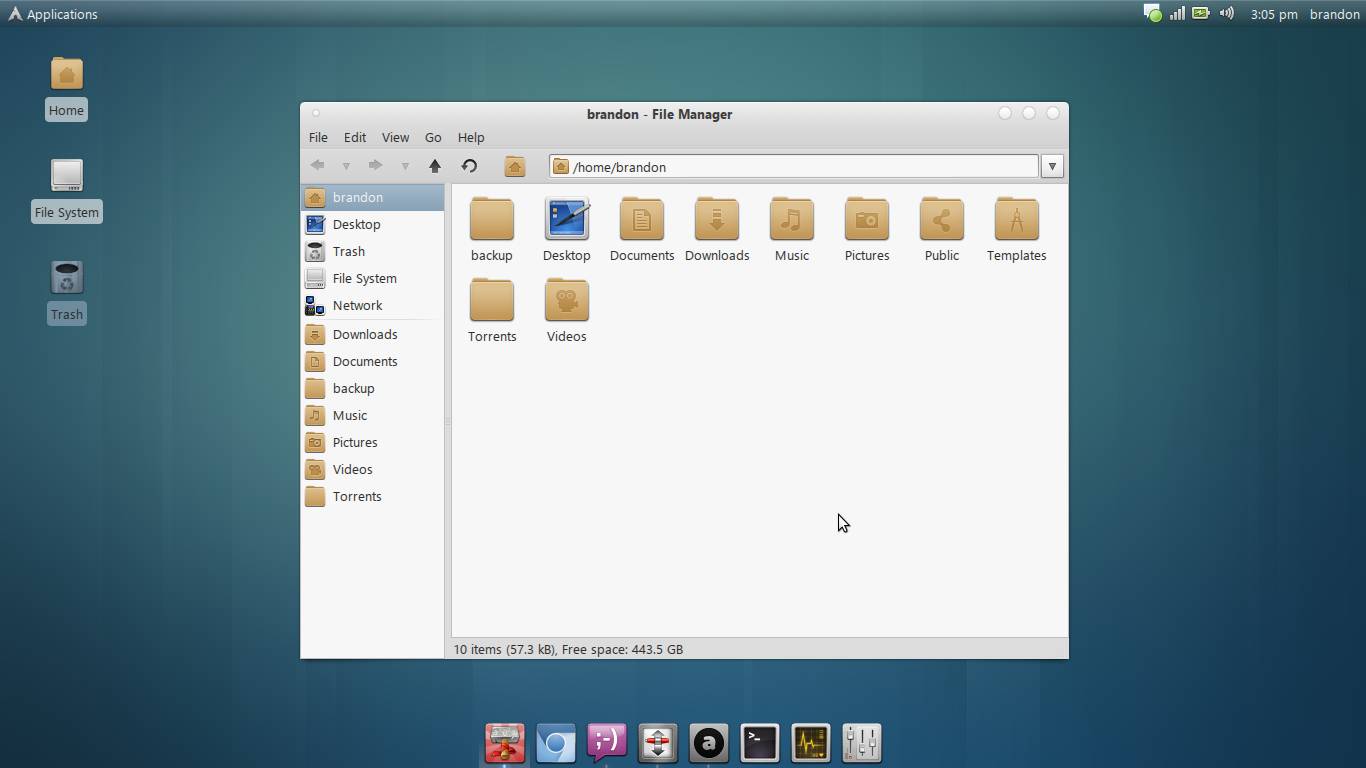 Applications
3:05 pm brandon
Home
File System
Trash
brandon - File Manager
File Edit View Go Help
/home/brandon
brandon
Desktop
Trash
File System
Network
Downloads
Documents
backup
Music
Pictures
Videos
Torrents
backup Desktop Documents Downloads Music Pictures Public Templates
Torrents Videos
10 items (57.3 kB), Free space: 443.5 GB
;-) a >_